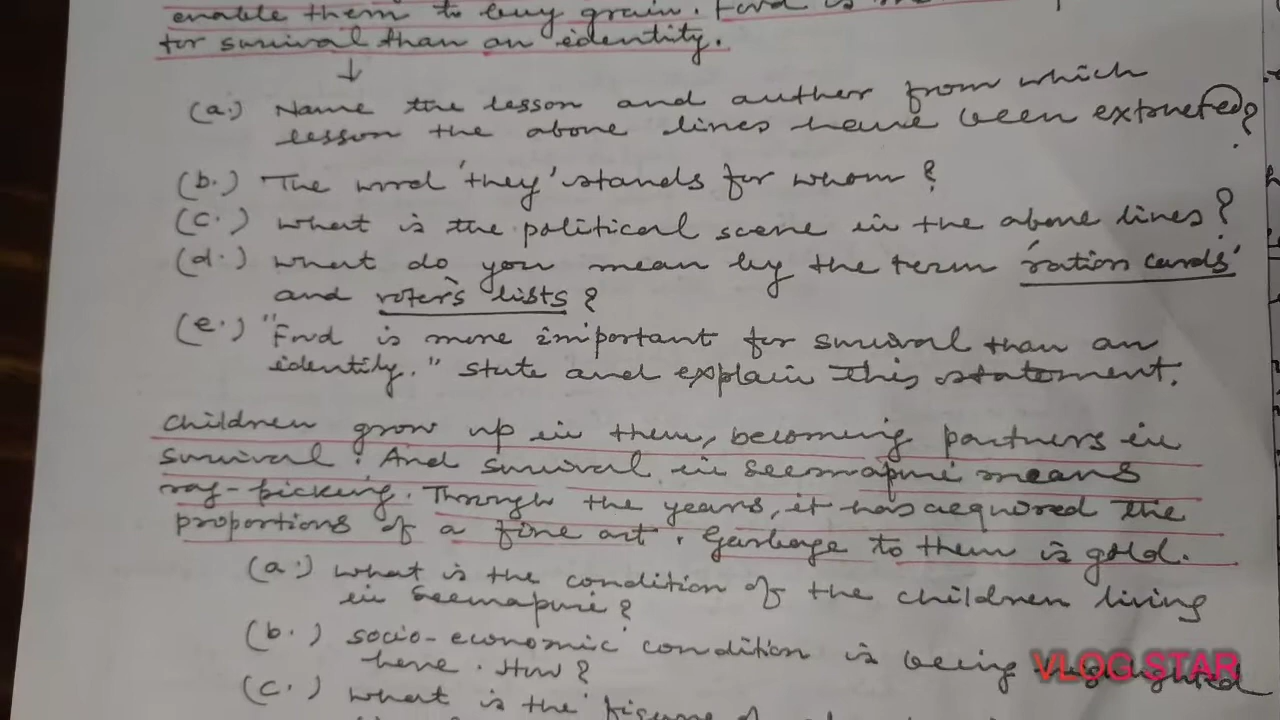 enable them to buy grain. Food is
for survival than an identity.
(a.) Name the lesson and author from which
lesson the above lines have been extructed?
(b.) The word 'they' stands for whom?
(c.) What is the political scene in the above lines?
(d.) What do you mean by the term 'ration cards'
and voter's lists?
(e.) "Food is more important for survival than an
identity." State and explain this statement.
Children grow up in them, becoming partners in
survival. And survival in Seemapuri means
rag-picking. Through the years, it has acquored the
proportions of a fine art. Garbage to them is gold.
(a.) What is the condition of the children living
in Seemapuri?
(b.) Socio-economic condition is being
here. How?
(c.) What is the figure of
VLOG STAR